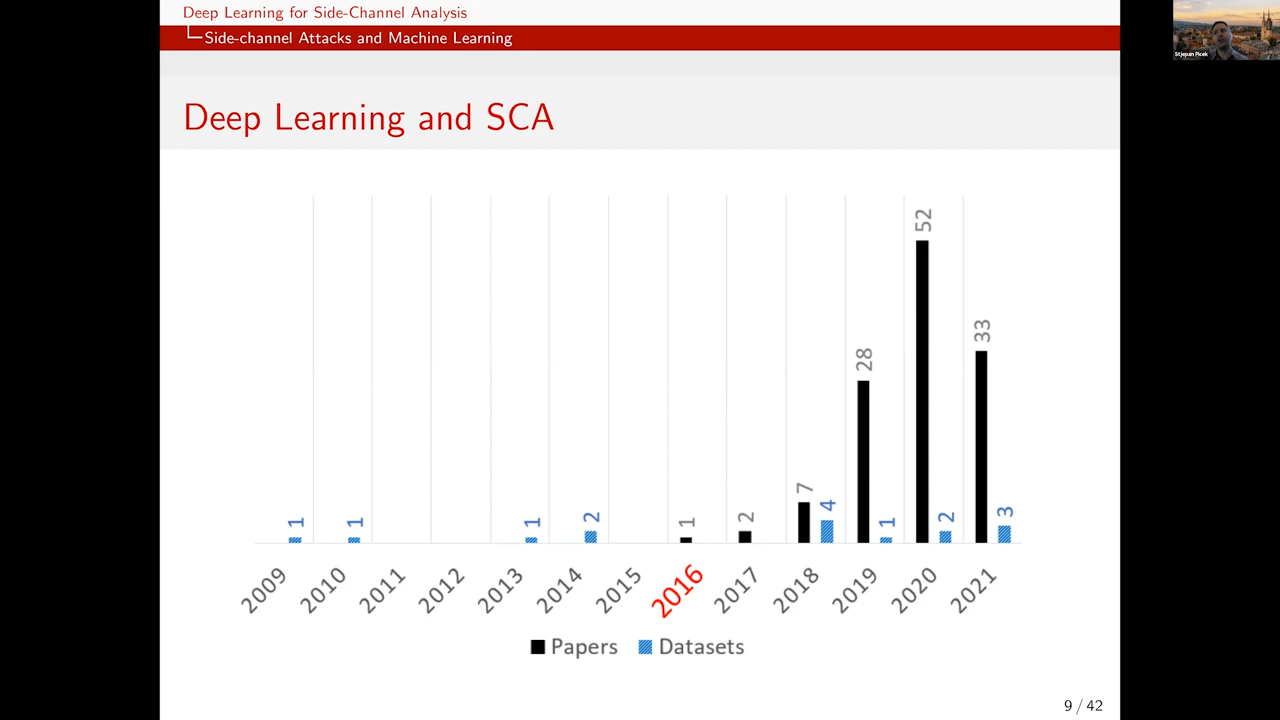 Deep Learning for Side-Channel Analysis
Side-channel Attacks and Machine Learning
Stjepan Picek
Deep Learning and SCA
1 1 1 2 1 2 7 4 28 1 52 2 33 3
2009 2010 2011 2012 2013 2014 2015 2016 2017 2018 2019 2020 2021
Papers Datasets
9 / 42